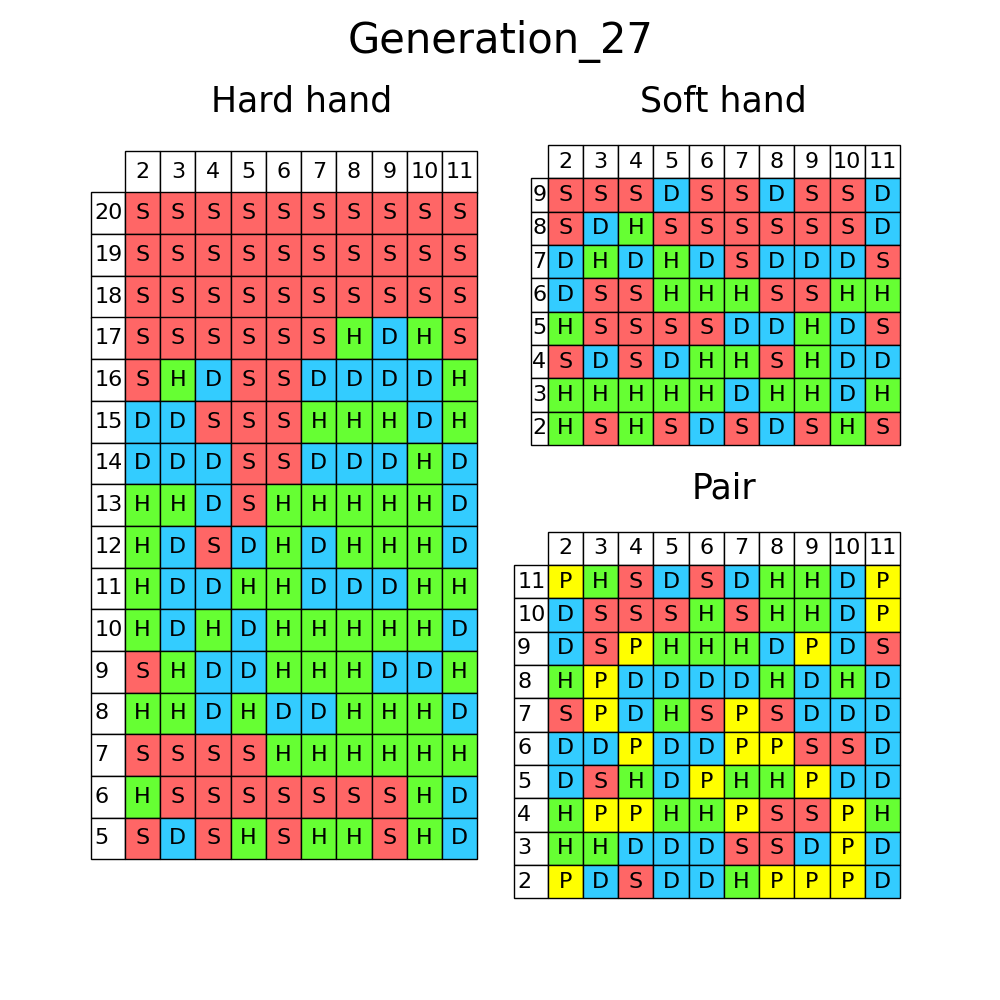 Generation_27
Hard hand
2 3 4 5 6 7 8 9 10 11
20 S S S S S S S S S S
19 S S S S S S S S S S
18 S S S S S S S S S S
17 S S S S S S H D H S
16 S H D S S D D D D H
15 D D S S S H H H D H
14 D D D S S D D D H D
13 H H D S H H H H H D
12 H D S D H D H H H D
11 H D D H H D D D H H
10 H D H D H H H H H D
9 S H D D H H H D D H
8 H H D H D D H H H D
7 S S S S H H H H H H
6 H S S S S S S S H D
5 S D S H S H H S H D
Soft hand
2 3 4 5 6 7 8 9 10 11
9 S S S D S S D S S D
8 S D H S S S S S S D
7 D H D H D S D D D S
6 D S S H H H S S H H
5 H S S S S D D H D S
4 S D S D H H S H D D
3 H H H H H D H H D H
2 H S H S D S D S H S
Pair
2 3 4 5 6 7 8 9 10 11
11 P H S D S D H H D P
10 D S S S H S H H D P
9 D S P H H H D P D S
8 H P D D D D H D H D
7 S P D H S P S D D D
6 D D P D D P P S S D
5 D S H D P H H P D D
4 H P P H H P S S P H
3 H H D D D S S D P D
2 P D S D D H P P P D